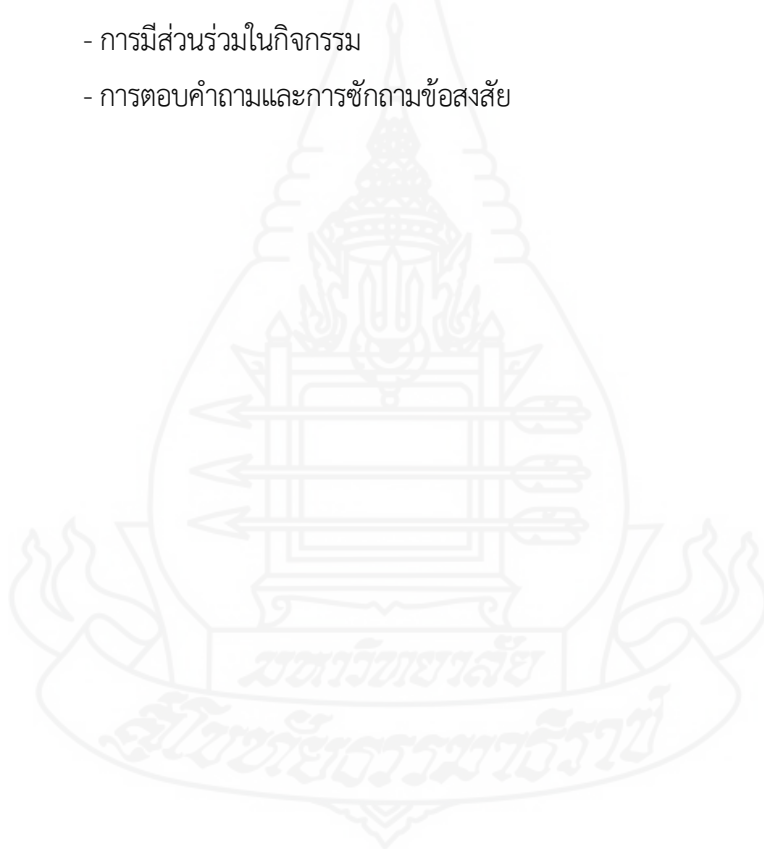 - การมีส่วนร่วมในกิจกรรม
- การตอบคำถามและการซักถามข้อสงสัย
มหาวิทยาลัย
สุโขทัยธรรมาธิราช